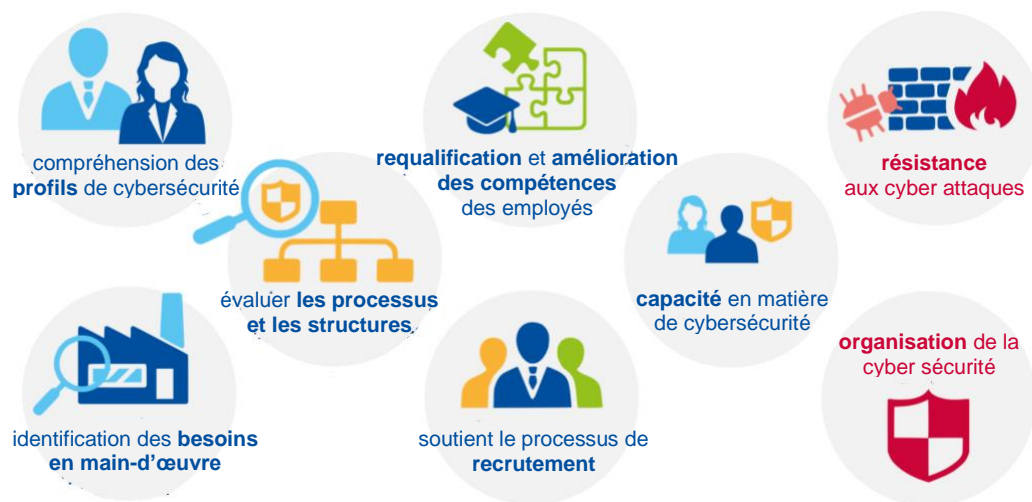 compréhension des
profils de cybersécurité
requalification et amélioration
des compétences
des employés
résistance
aux cyber attaques
évaluer les processus
et les structures
capacité en matière
de cybersécurité
organisation de la
cyber sécurité
identification des besoins
en main-d’œuvre
soutient le processus de
recrutement